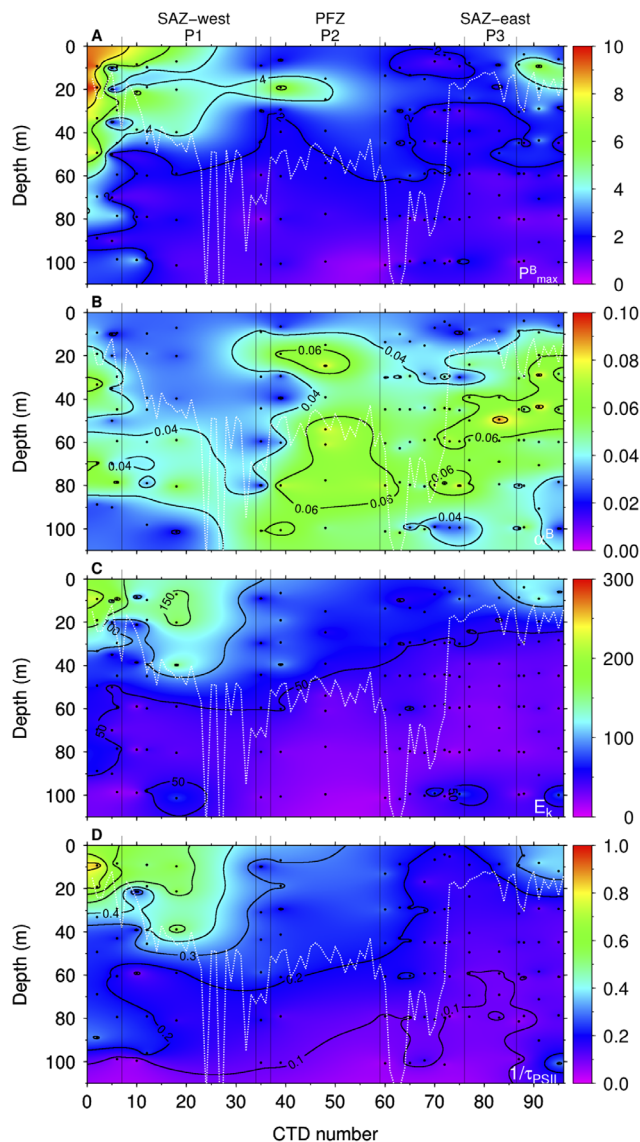 SAZ-west PFZ SAZ-east
A P1 P2 P3
0 10
20 8
Depth (m) 40 6
60 4
80 2
100 0
4 4 2 2 2 6
P^B_max
B
0 0.10
20 0.08
Depth (m) 40 0.06
60 0.04
80 0.02
100 0.00
0.06 0.04 0.04 0.04 0.04 0.06 0.06 0.06 0.06 0.04
α^B
C
0 300
20 200
Depth (m) 40
60 100
80
100 0
150 100 50 50 50 50
E_k
D
0 1.0
20 0.8
Depth (m) 40 0.6
60 0.4
80 0.2
100 0.0
0.4 0.3 0.2 0.2 0.1 0.1
1/τ_PSII
0 10 20 30 40 50 60 70 80 90
CTD number